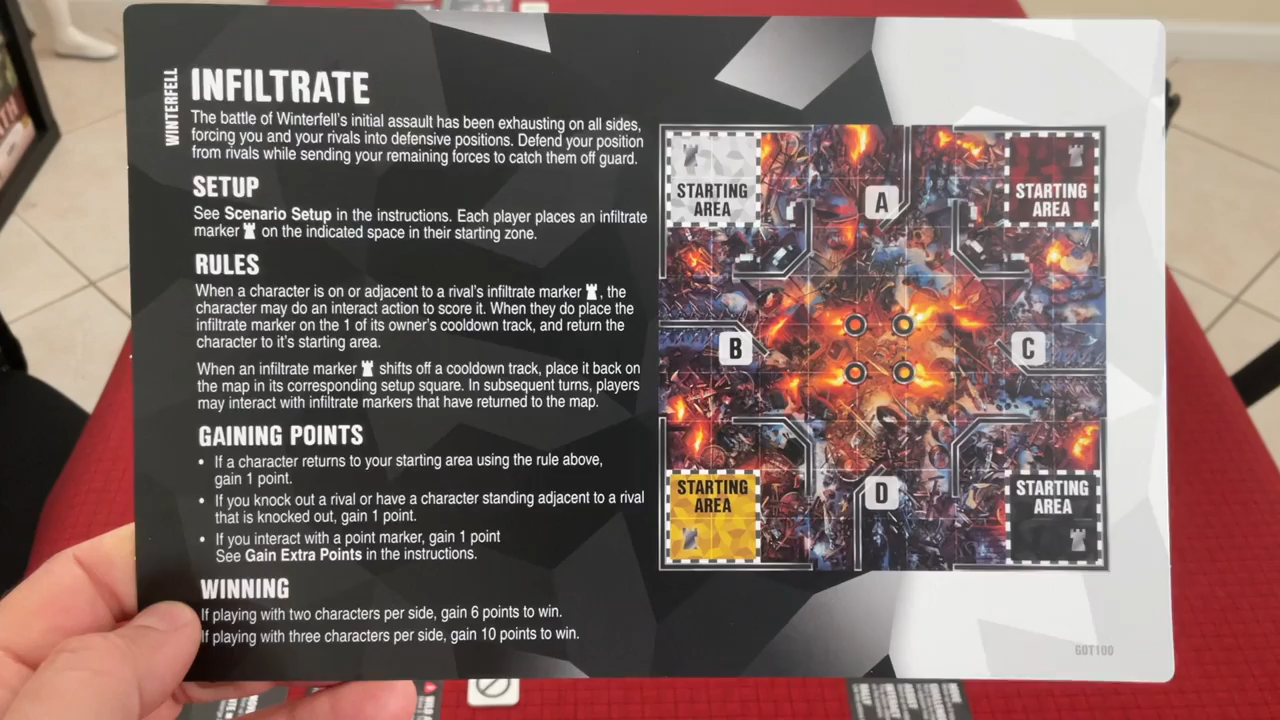 WINTERFELL
INFILTRATE
The battle of Winterfell's initial assault has been exhausting on all sides,
forcing you and your rivals into defensive positions. Defend your position
from rivals while sending your remaining forces to catch them off guard.
SETUP
See Scenario Setup in the instructions. Each player places an infiltrate
marker on the indicated space in their starting zone.
RULES
When a character is on or adjacent to a rival's infiltrate marker , the
character may do an interact action to score it. When they do place the
infiltrate marker on the 1 of its owner's cooldown track, and return the
character to it's starting area.
When an infiltrate marker shifts off a cooldown track, place it back on
the map in its corresponding setup square. In subsequent turns, players
may interact with infiltrate markers that have returned to the map.
GAINING POINTS
• If a character returns to your starting area using the rule above,
gain 1 point.
• If you knock out a rival or have a character standing adjacent to a rival
that is knocked out, gain 1 point.
• If you interact with a point marker, gain 1 point
See Gain Extra Points in the instructions.
WINNING
If playing with two characters per side, gain 6 points to win.
If playing with three characters per side, gain 10 points to win.
STARTING
AREA
A
STARTING
AREA
B
C
STARTING
AREA
D
STARTING
AREA
GOT100